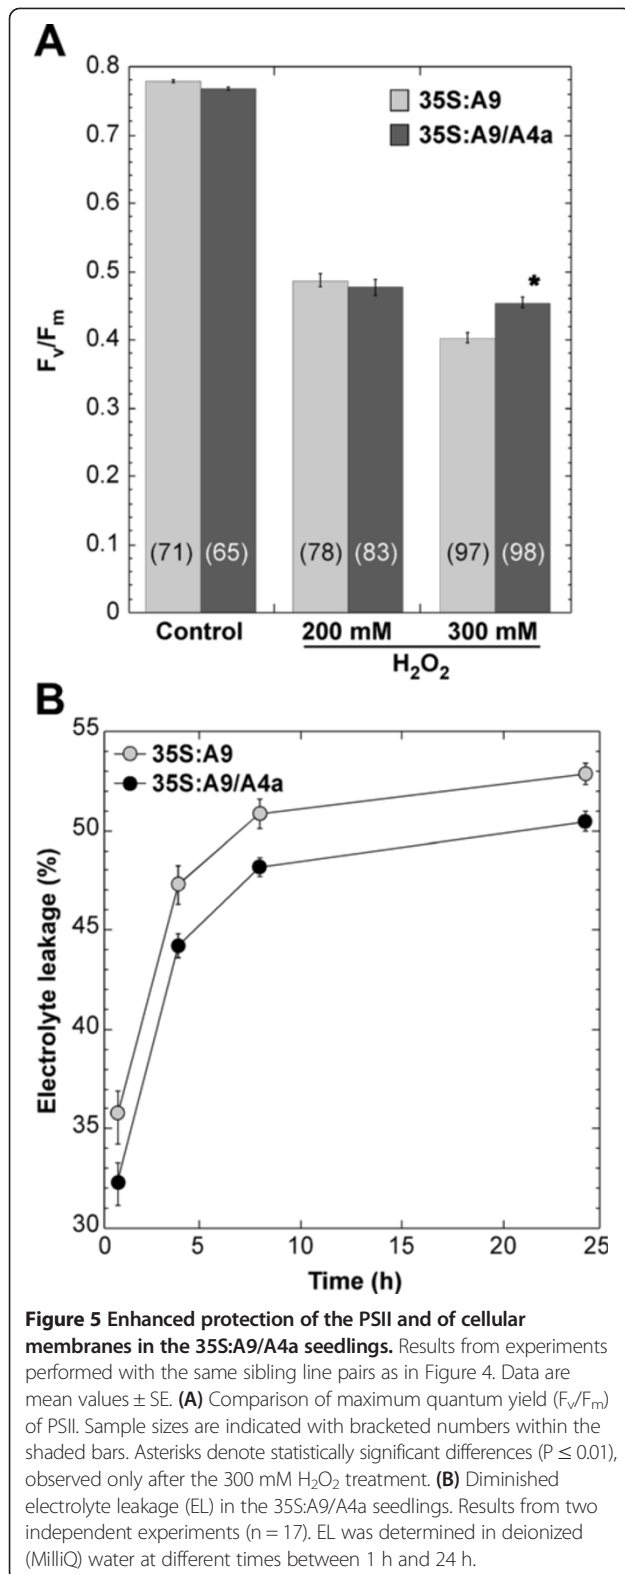 A
0.8
0.7
0.6
0.5
0.4
0.3
0.2
0.1
0
Fv/Fm
35S:A9
35S:A9/A4a
*
(71) (65) (78) (83) (97) (98)
Control 200 mM 300 mM
H2O2
B
55
50
45
40
35
30
Electrolyte leakage (%)
35S:A9
35S:A9/A4a
0 5 10 15 20 25
Time (h)
Figure 5 Enhanced protection of the PSII and of cellular
membranes in the 35S:A9/A4a seedlings. Results from experiments
performed with the same sibling line pairs as in Figure 4. Data are
mean values ± SE. (A) Comparison of maximum quantum yield (Fv/Fm)
of PSII. Sample sizes are indicated with bracketed numbers within the
shaded bars. Asterisks denote statistically significant differences (P ≤ 0.01),
observed only after the 300 mM H2O2 treatment. (B) Diminished
electrolyte leakage (EL) in the 35S:A9/A4a seedlings. Results from two
independent experiments (n = 17). EL was determined in deionized
(MilliQ) water at different times between 1 h and 24 h.